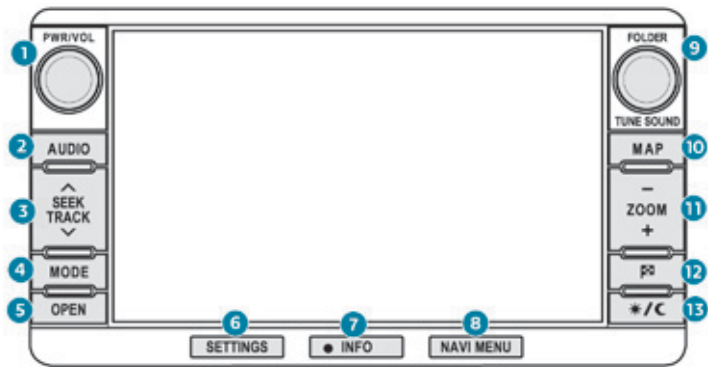 PWR/VOL
1
2 AUDIO
3 SEEK
TRACK
4 MODE
5 OPEN
6
SETTINGS
7
INFO
8
NAVI MENU
FOLDER
9
TUNE SOUND
MAP 10
−
ZOOM 11
+
12
/ 13